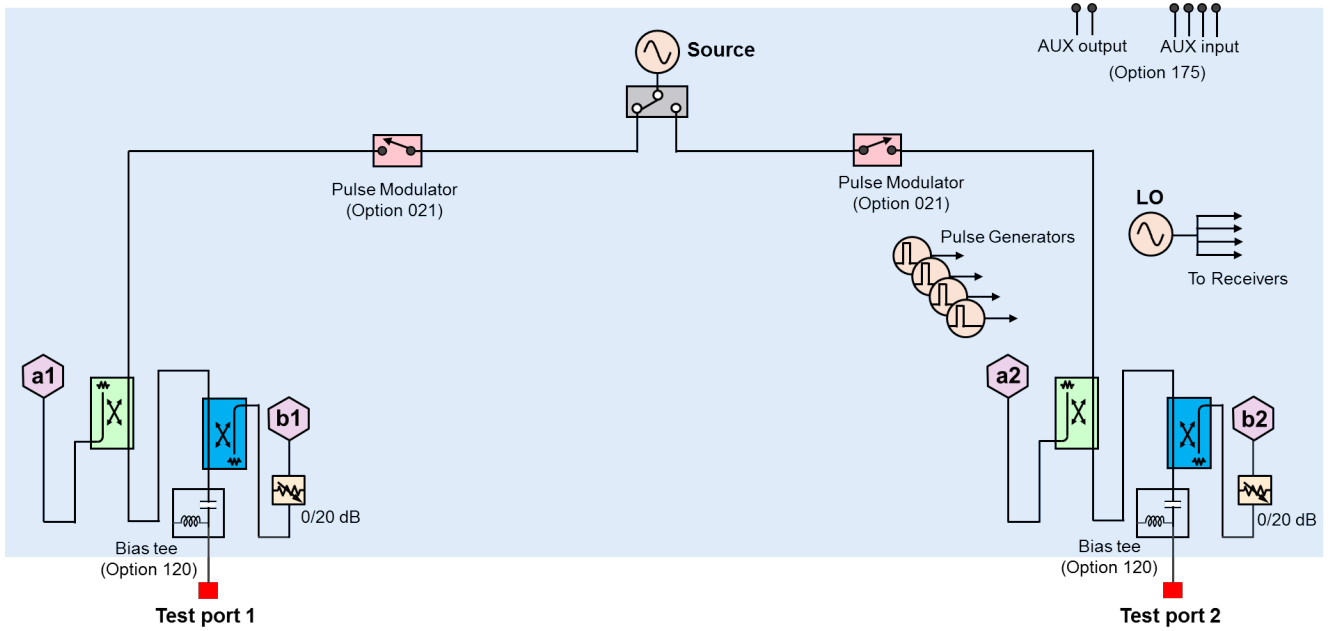 Source
AUX output
AUX input
(Option 175)
Pulse Modulator
(Option 021)
Pulse Modulator
(Option 021)
LO
Pulse Generators
To Receivers
a1
b1
0/20 dB
Bias tee
(Option 120)
Test port 1
a2
b2
0/20 dB
Bias tee
(Option 120)
Test port 2